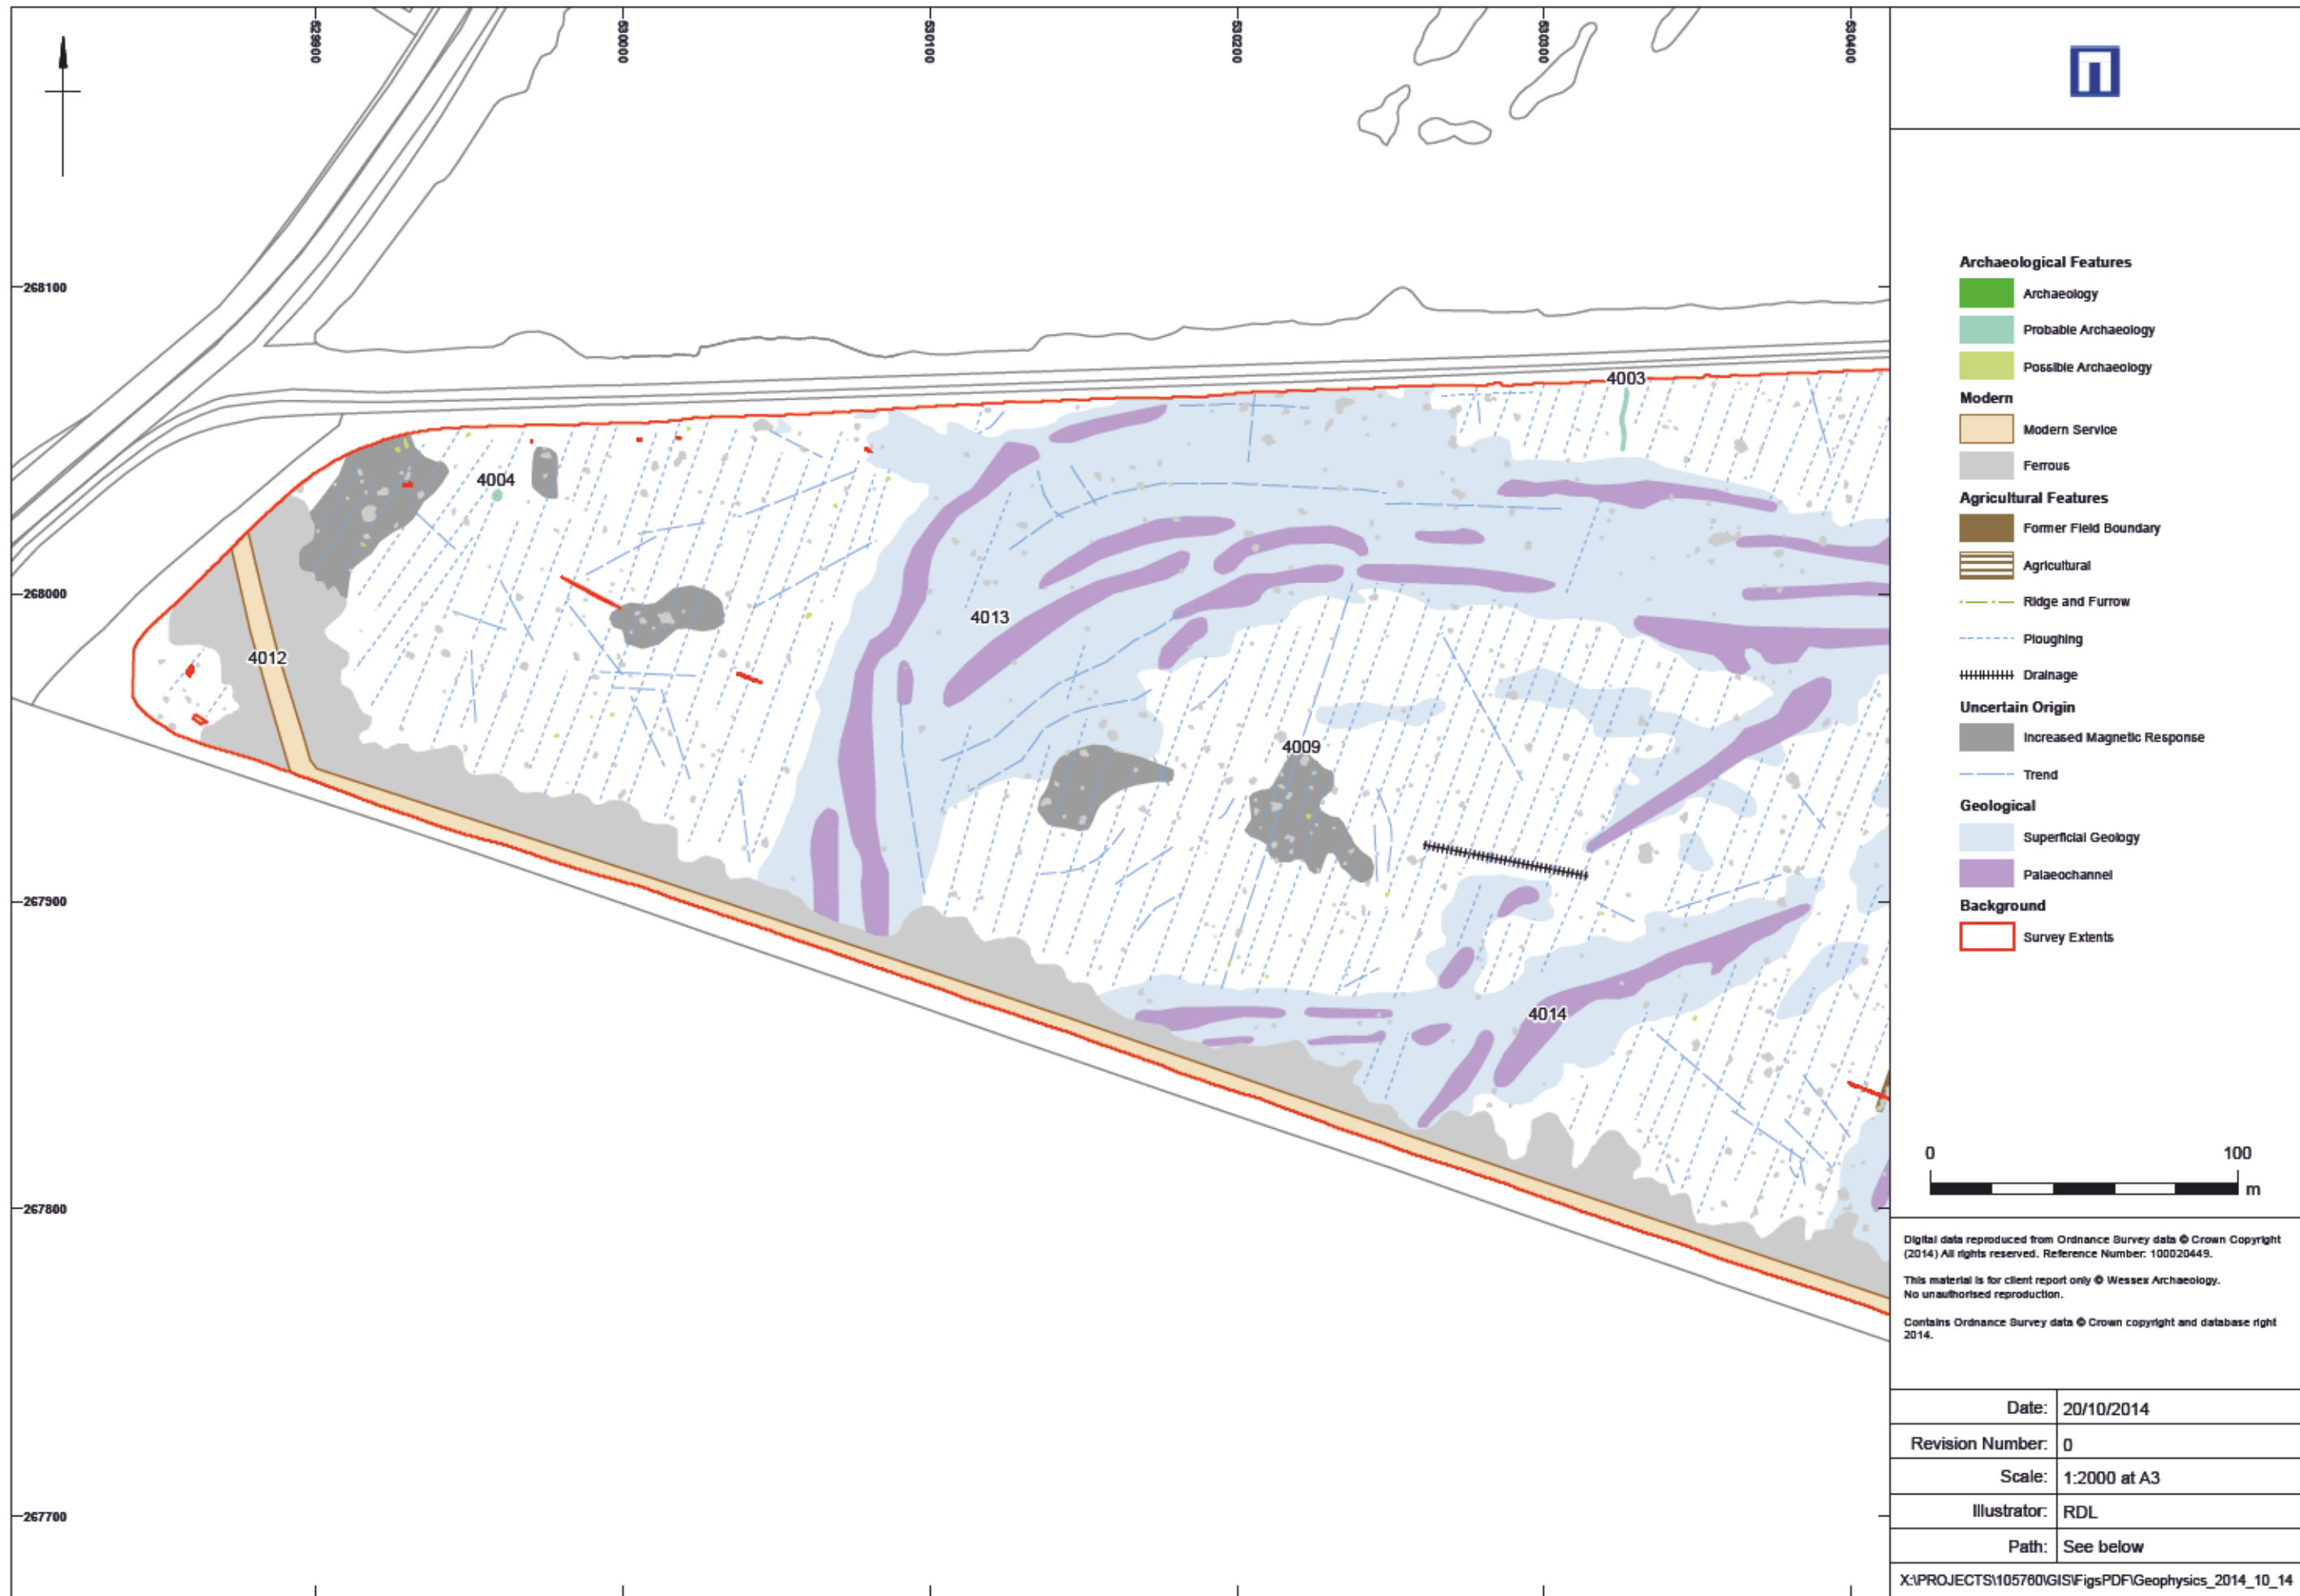 529900
530000
530100
530200
530300
530400
268100
268000
267900
267800
267700
4003
4004
4013
4012
4009
4014
Archaeological Features
Archaeology
Probable Archaeology
Possible Archaeology
Modern
Modern Service
Ferrous
Agricultural Features
Former Field Boundary
Agricultural
Ridge and Furrow
Ploughing
Drainage
Uncertain Origin
Increased Magnetic Response
Trend
Geological
Superficial Geology
Palaeochannel
Background
Survey Extents
0 100
m
Digital data reproduced from Ordnance Survey data © Crown Copyright
(2014) All rights reserved. Reference Number: 100020449.
This material is for client report only © Wessex Archaeology.
No unauthorised reproduction.
Contains Ordnance Survey data © Crown copyright and database right
2014.
Date: 20/10/2014
Revision Number: 0
Scale: 1:2000 at A3
Illustrator: RDL
Path: See below
X:\PROJECTS\105760\GIS\FigsPDF\Geophysics_2014_10_14